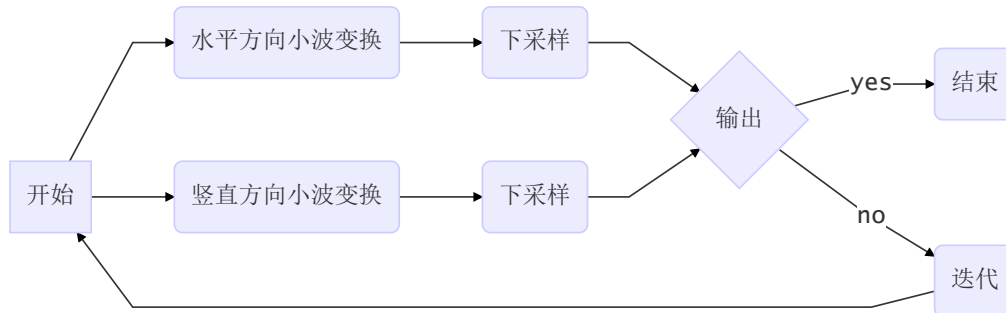 水平方向小波变换
下采样
输出
yes
结束
开始
竖直方向小波变换
下采样
no
迭代